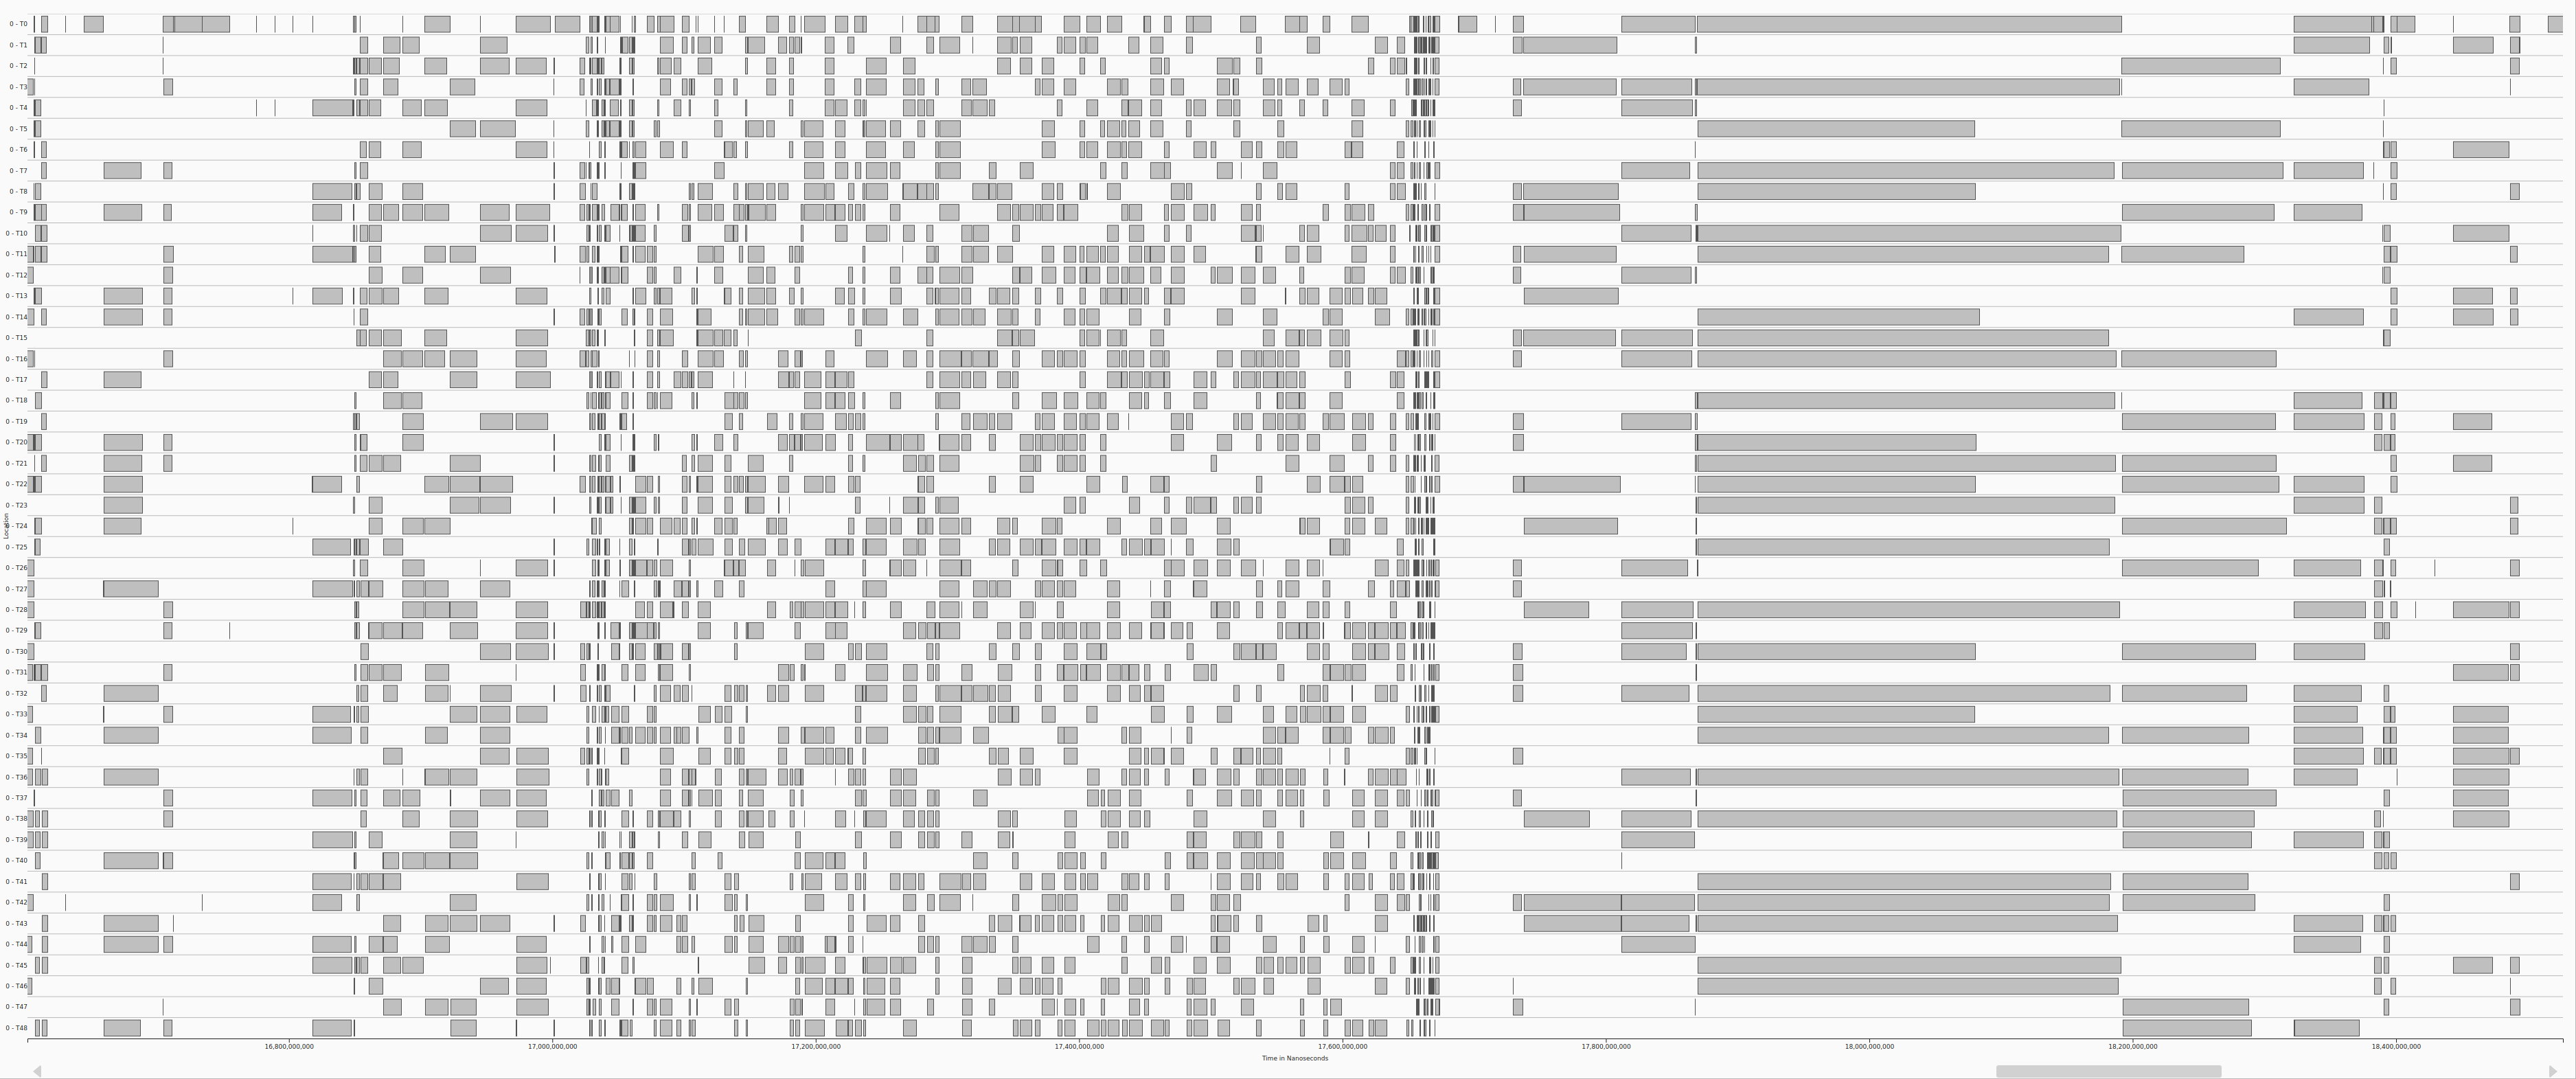 0 - T0
0 - T1
0 - T2
0 - T3
0 - T4
0 - T5
0 - T6
0 - T7
0 - T8
0 - T9
0 - T10
0 - T11
0 - T12
0 - T13
0 - T14
0 - T15
0 - T16
0 - T17
0 - T18
0 - T19
0 - T20
0 - T21
0 - T22
0 - T23
0 - T24
0 - T25
0 - T26
0 - T27
0 - T28
0 - T29
0 - T30
0 - T31
0 - T32
0 - T33
0 - T34
0 - T35
0 - T36
0 - T37
0 - T38
0 - T39
0 - T40
0 - T41
0 - T42
0 - T43
0 - T44
0 - T45
0 - T46
0 - T47
0 - T48
Location
16,800,000,000 17,000,000,000 17,200,000,000 17,400,000,000 17,600,000,000 17,800,000,000 18,000,000,000 18,200,000,000 18,400,000,000
Time in Nanoseconds